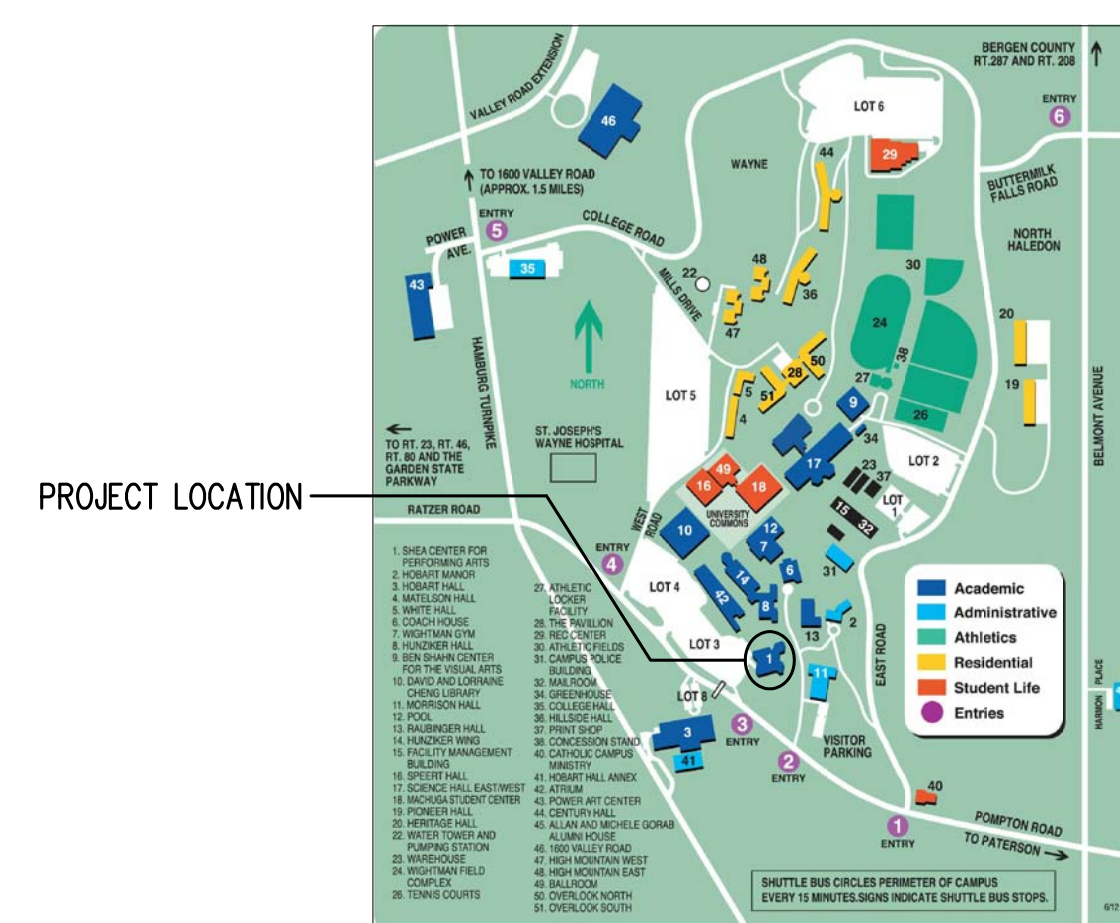 BERGEN COUNTY
RT.287 AND RT. 208
ENTRY
6
VALLEY ROAD EXTENSION
46
LOT 6
WAYNE
44
29
BUTTERMILK
FALLS ROAD
TO 1600 VALLEY ROAD
(APPROX. 1.5 MILES)
ENTRY
5
COLLEGE ROAD
POWER
AVE.
35
43
NORTH
HALEDON
22
MILLS DRIVE
48
36
47
30
24
38
20
19
HAMBURG TURNPIKE
NORTH
LOT 5
50
28
51
5
4
27
26
9
34
BELMONT AVENUE
TO RT. 23, RT. 46,
RT. 80 AND THE
GARDEN STATE
PARKWAY
ST. JOSEPH'S
WAYNE HOSPITAL
17
LOT 2
23
37
LOT
1
PROJECT LOCATION
RATZER ROAD
49
16
18
UNIVERSITY
COMMONS
WEST
ROAD
10
12
7
15
32
31
ENTRY
4
LOT 4
14
42
6
8
13
2
LOT 3
1
11
EAST ROAD
LOT 8
3
41
3
ENTRY
2
ENTRY
VISITOR
PARKING
40
1
ENTRY
POMPTON ROAD
TO PATERSON
HARMON PLACE
Academic
Administrative
Athletics
Residential
Student Life
Entries
1. SHEA CENTER FOR
PERFORMING ARTS
2. HOBART MANOR
3. HOBART HALL
4. MATELSON HALL
5. WHITE HALL
6. COACH HOUSE
7. WIGHTMAN GYM
8. HUNZIKER HALL
9. BEN SHAHN CENTER
FOR THE VISUAL ARTS
10. DAVID AND LORRAINE
CHENG LIBRARY
11. MORRISON HALL
12. POOL
13. RAUBINGER HALL
14. HUNZIKER WING
15. FACILITY MANAGEMENT
BUILDING
16. SPEERT HALL
17. SCIENCE HALL EAST/WEST
18. MACHUGA STUDENT CENTER
19. PIONEER HALL
20. HERITAGE HALL
22. WATER TOWER AND
PUMPING STATION
23. WAREHOUSE
24. WIGHTMAN FIELD
COMPLEX
26. TENNIS COURTS
27. ATHLETIC
LOCKER
FACILITY
28. THE PAVILLION
29. REC CENTER
30. ATHLETIC FIELDS
31. CAMPUS POLICE
BUILDING
32. MAILROOM
34. GREENHOUSE
35. COLLEGE HALL
36. HILLSIDE HALL
37. PRINT SHOP
38. CONCESSION STAND
40. CATHOLIC CAMPUS
MINISTRY
41. HOBART HALL ANNEX
42. ATRIUM
43. POWER ART CENTER
44. CENTURY HALL
45. ALLAN AND MICHELE GORAB
ALUMNI HOUSE
46. 1600 VALLEY ROAD
47. HIGH MOUNTAIN WEST
48. HIGH MOUNTAIN EAST
49. BALLROOM
50. OVERLOOK NORTH
51. OVERLOOK SOUTH
SHUTTLE BUS CIRCLES PERIMETER OF CAMPUS
EVERY 15 MINUTES.SIGNS INDICATE SHUTTLE BUS STOPS.